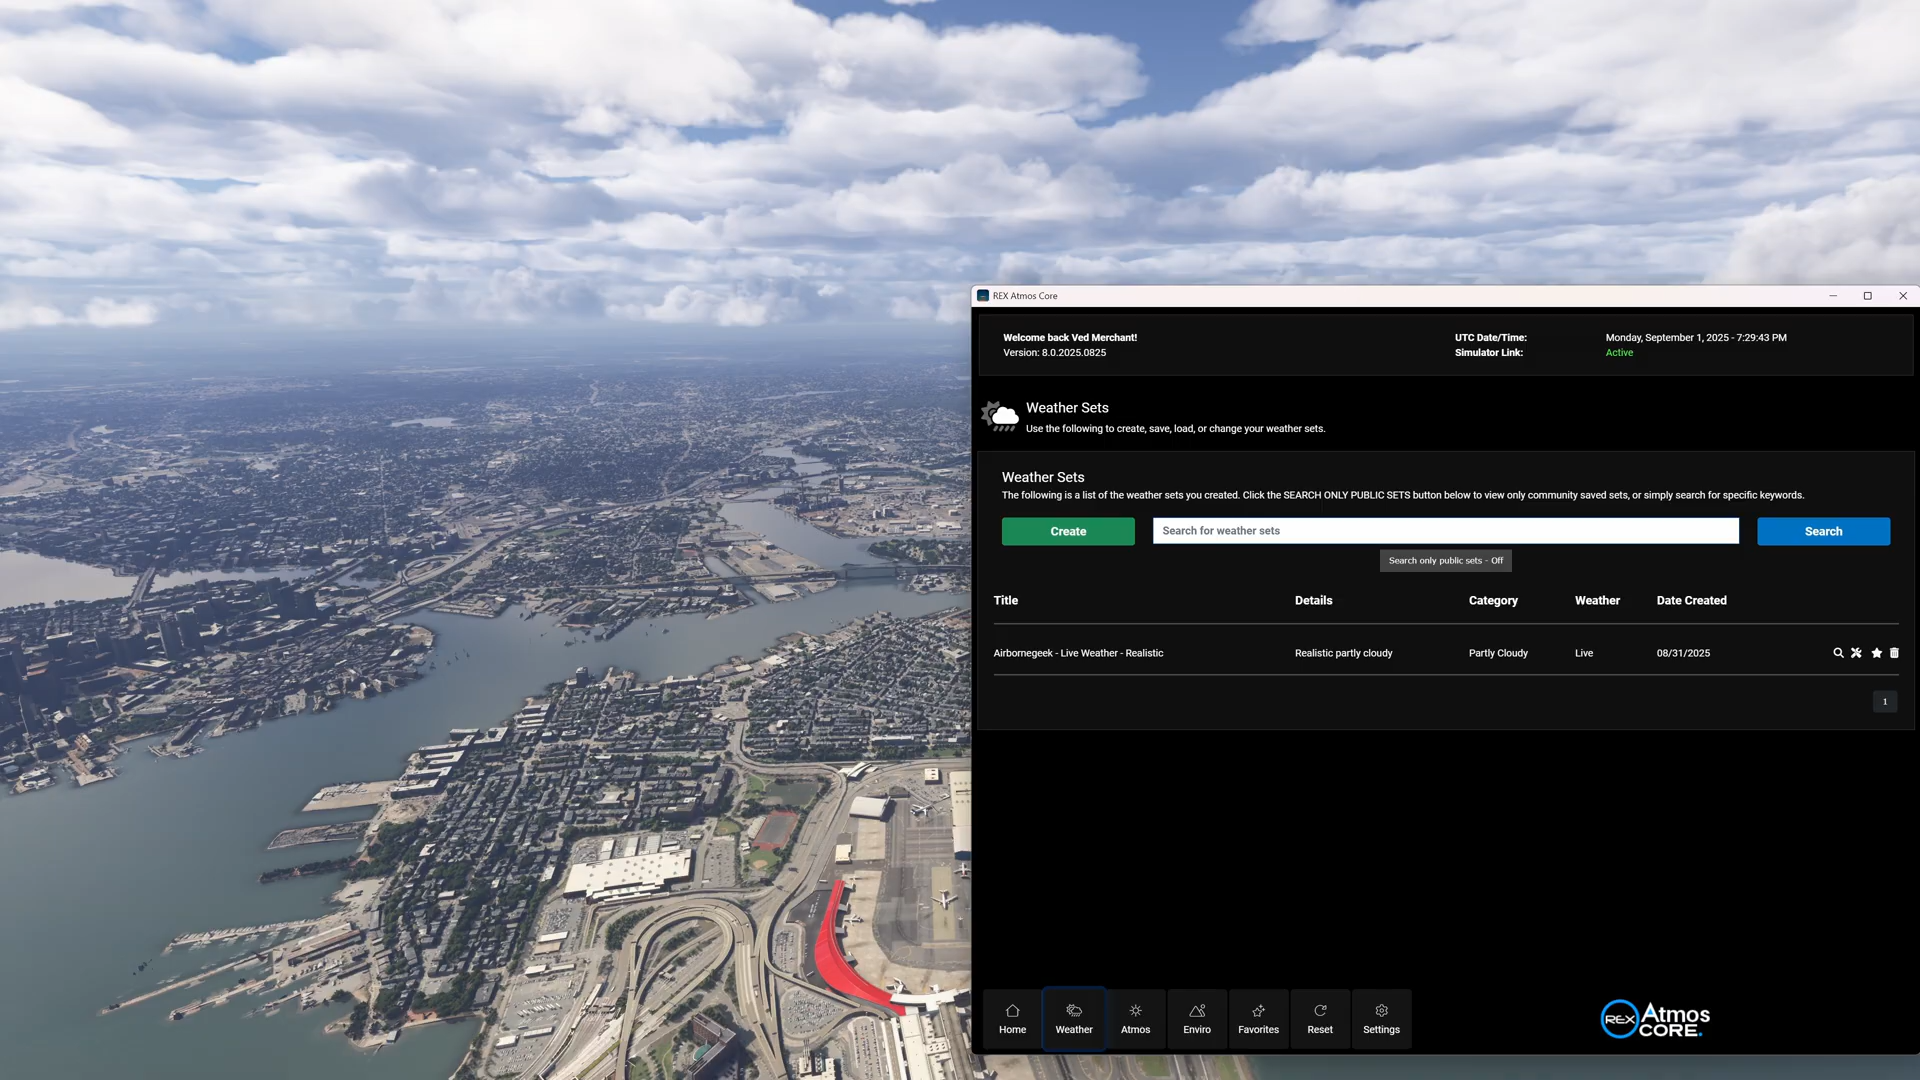 REX Atmos Core
Welcome back Ved Merchant!
Version: 8.0.2025.0825
UTC Date/Time: Monday, September 1, 2025 - 7:29:43 PM
Simulator Link: Active
Weather Sets
Use the following to create, save, load, or change your weather sets.
Weather Sets
The following is a list of the weather sets you created. Click the SEARCH ONLY PUBLIC SETS button below to view only community saved sets, or simply search for specific keywords.
Create Search for weather sets Search
Search only public sets - Off
Title Details Category Weather Date Created
Airbornegeek - Live Weather - Realistic Realistic partly cloudy Partly Cloudy Live 08/31/2025
1
Home Weather Atmos Enviro Favorites Reset Settings
REX Atmos
CORE.